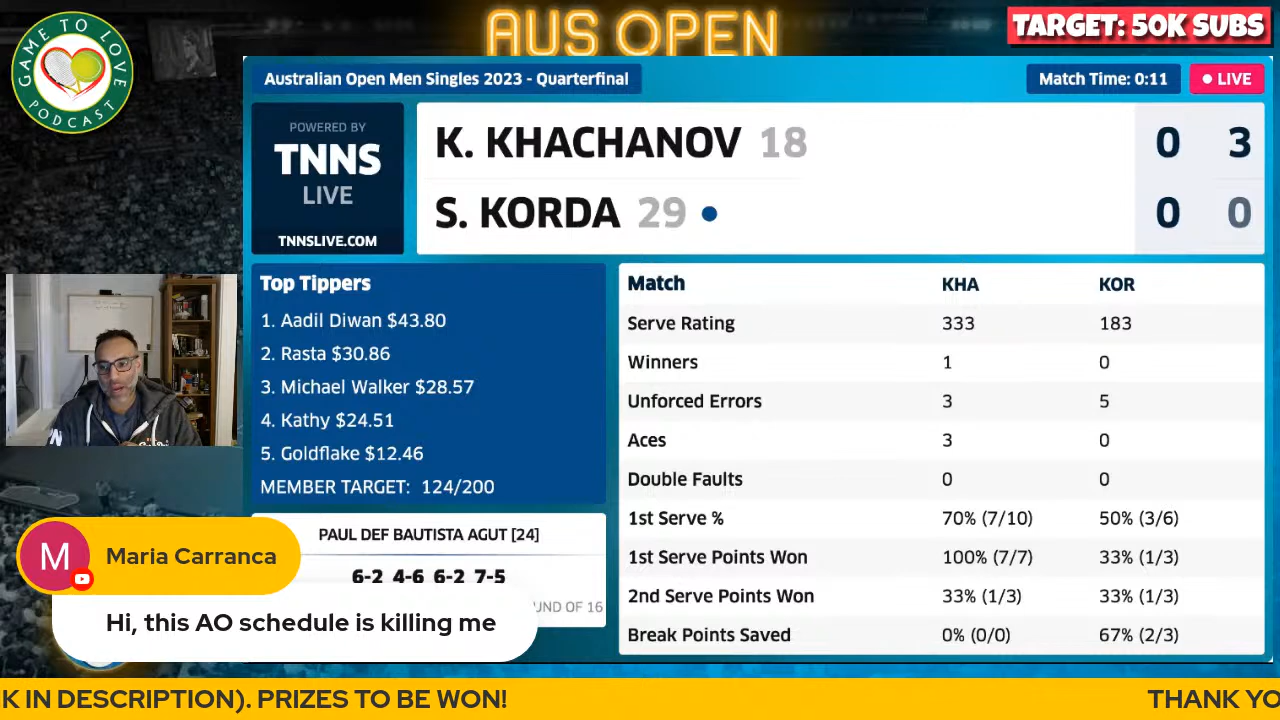 AUS OPEN
TARGET: 50K SUBS
GAME TO LOVE
PODCAST
Australian Open Men Singles 2023 - Quarterfinal
Match Time: 0:11
LIVE
POWERED BY
TNNS
LIVE
TNNSLIVE.COM
K. KHACHANOV 18 0 3
S. KORDA 29 0 0
Top Tippers
1. Aadil Diwan $43.80
2. Rasta $30.86
3. Michael Walker $28.57
4. Kathy $24.51
5. Goldflake $12.46
MEMBER TARGET: 124/200
PAUL DEF BAUTISTA AGUT [24]
6-2 4-6 6-2 7-5
UND OF 16
Match KHA KOR
Serve Rating 333 183
Winners 1 0
Unforced Errors 3 5
Aces 3 0
Double Faults 0 0
1st Serve % 70% (7/10) 50% (3/6)
1st Serve Points Won 100% (7/7) 33% (1/3)
2nd Serve Points Won 33% (1/3) 33% (1/3)
Break Points Saved 0% (0/0) 67% (2/3)
M
Maria Carranca
Hi, this AO schedule is killing me
K IN DESCRIPTION). PRIZES TO BE WON! THANK YO